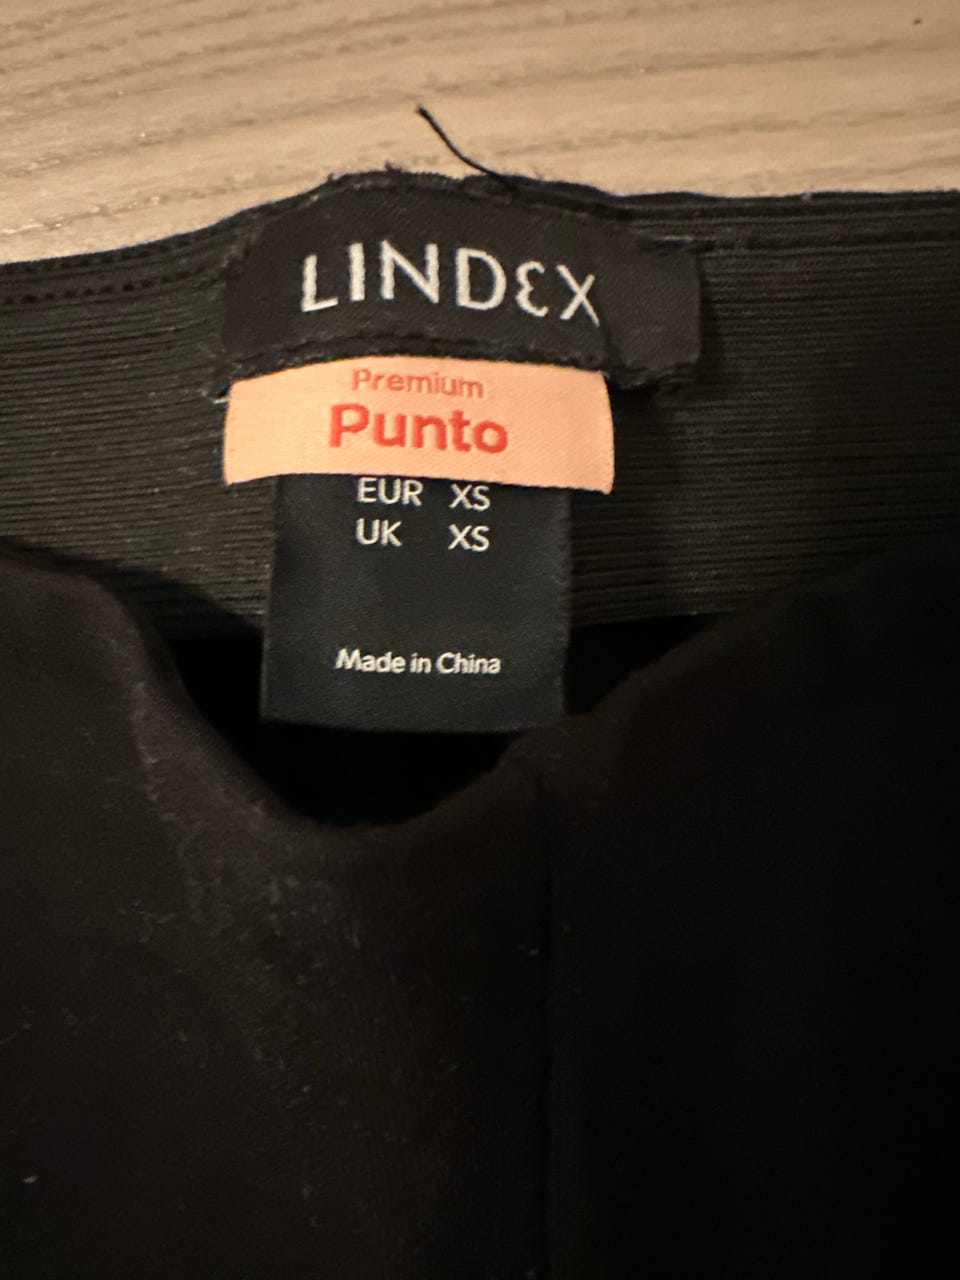 LINDEX
Premium
Punto
EUR XS
UK XS
Made in China